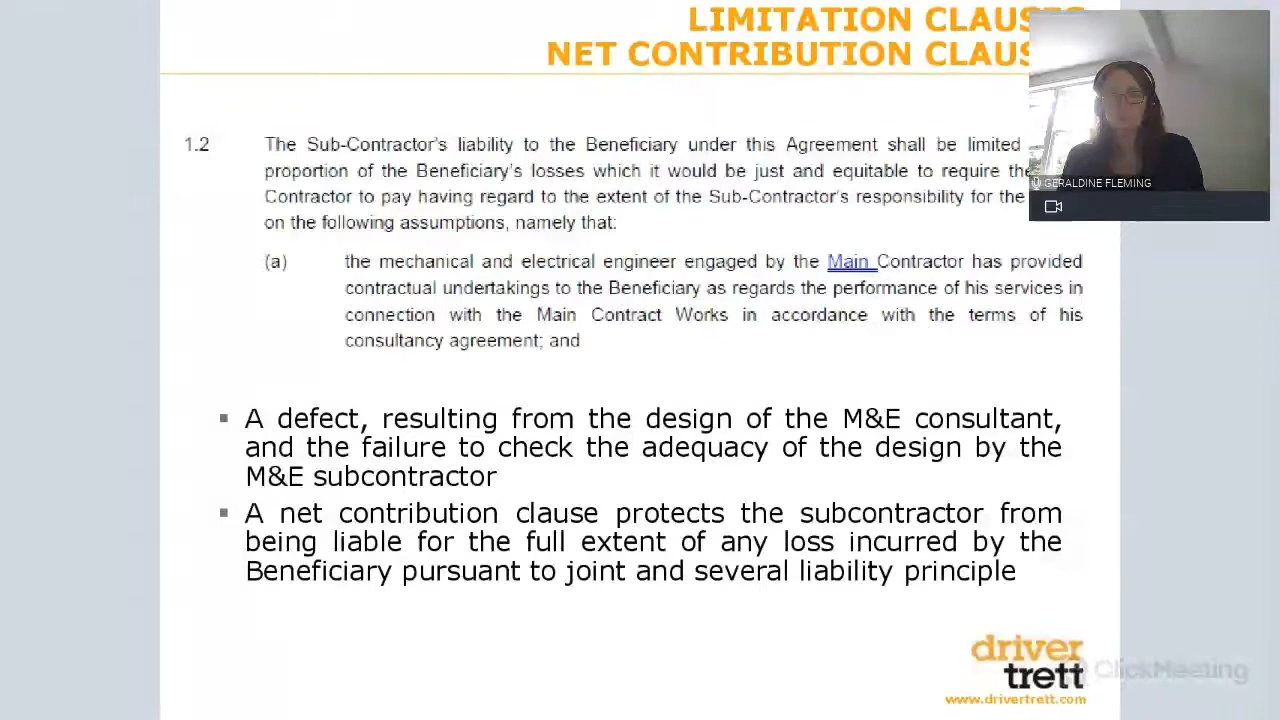 LIMITATION CLAUSES
NET CONTRIBUTION CLAUS
1.2 The Sub-Contractor's liability to the Beneficiary under this Agreement shall be limited
proportion of the Beneficiary's losses which it would be just and equitable to require the
Contractor to pay having regard to the extent of the Sub-Contractor's responsibility for the
on the following assumptions, namely that:
(a) the mechanical and electrical engineer engaged by the Main Contractor has provided
contractual undertakings to the Beneficiary as regards the performance of his services in
connection with the Main Contract Works in accordance with the terms of his
consultancy agreement; and
GERALDINE FLEMING
▪ A defect, resulting from the design of the M&E consultant,
and the failure to check the adequacy of the design by the
M&E subcontractor
▪ A net contribution clause protects the subcontractor from
being liable for the full extent of any loss incurred by the
Beneficiary pursuant to joint and several liability principle
driver
trett
www.drivertrett.com
ClickMeeting